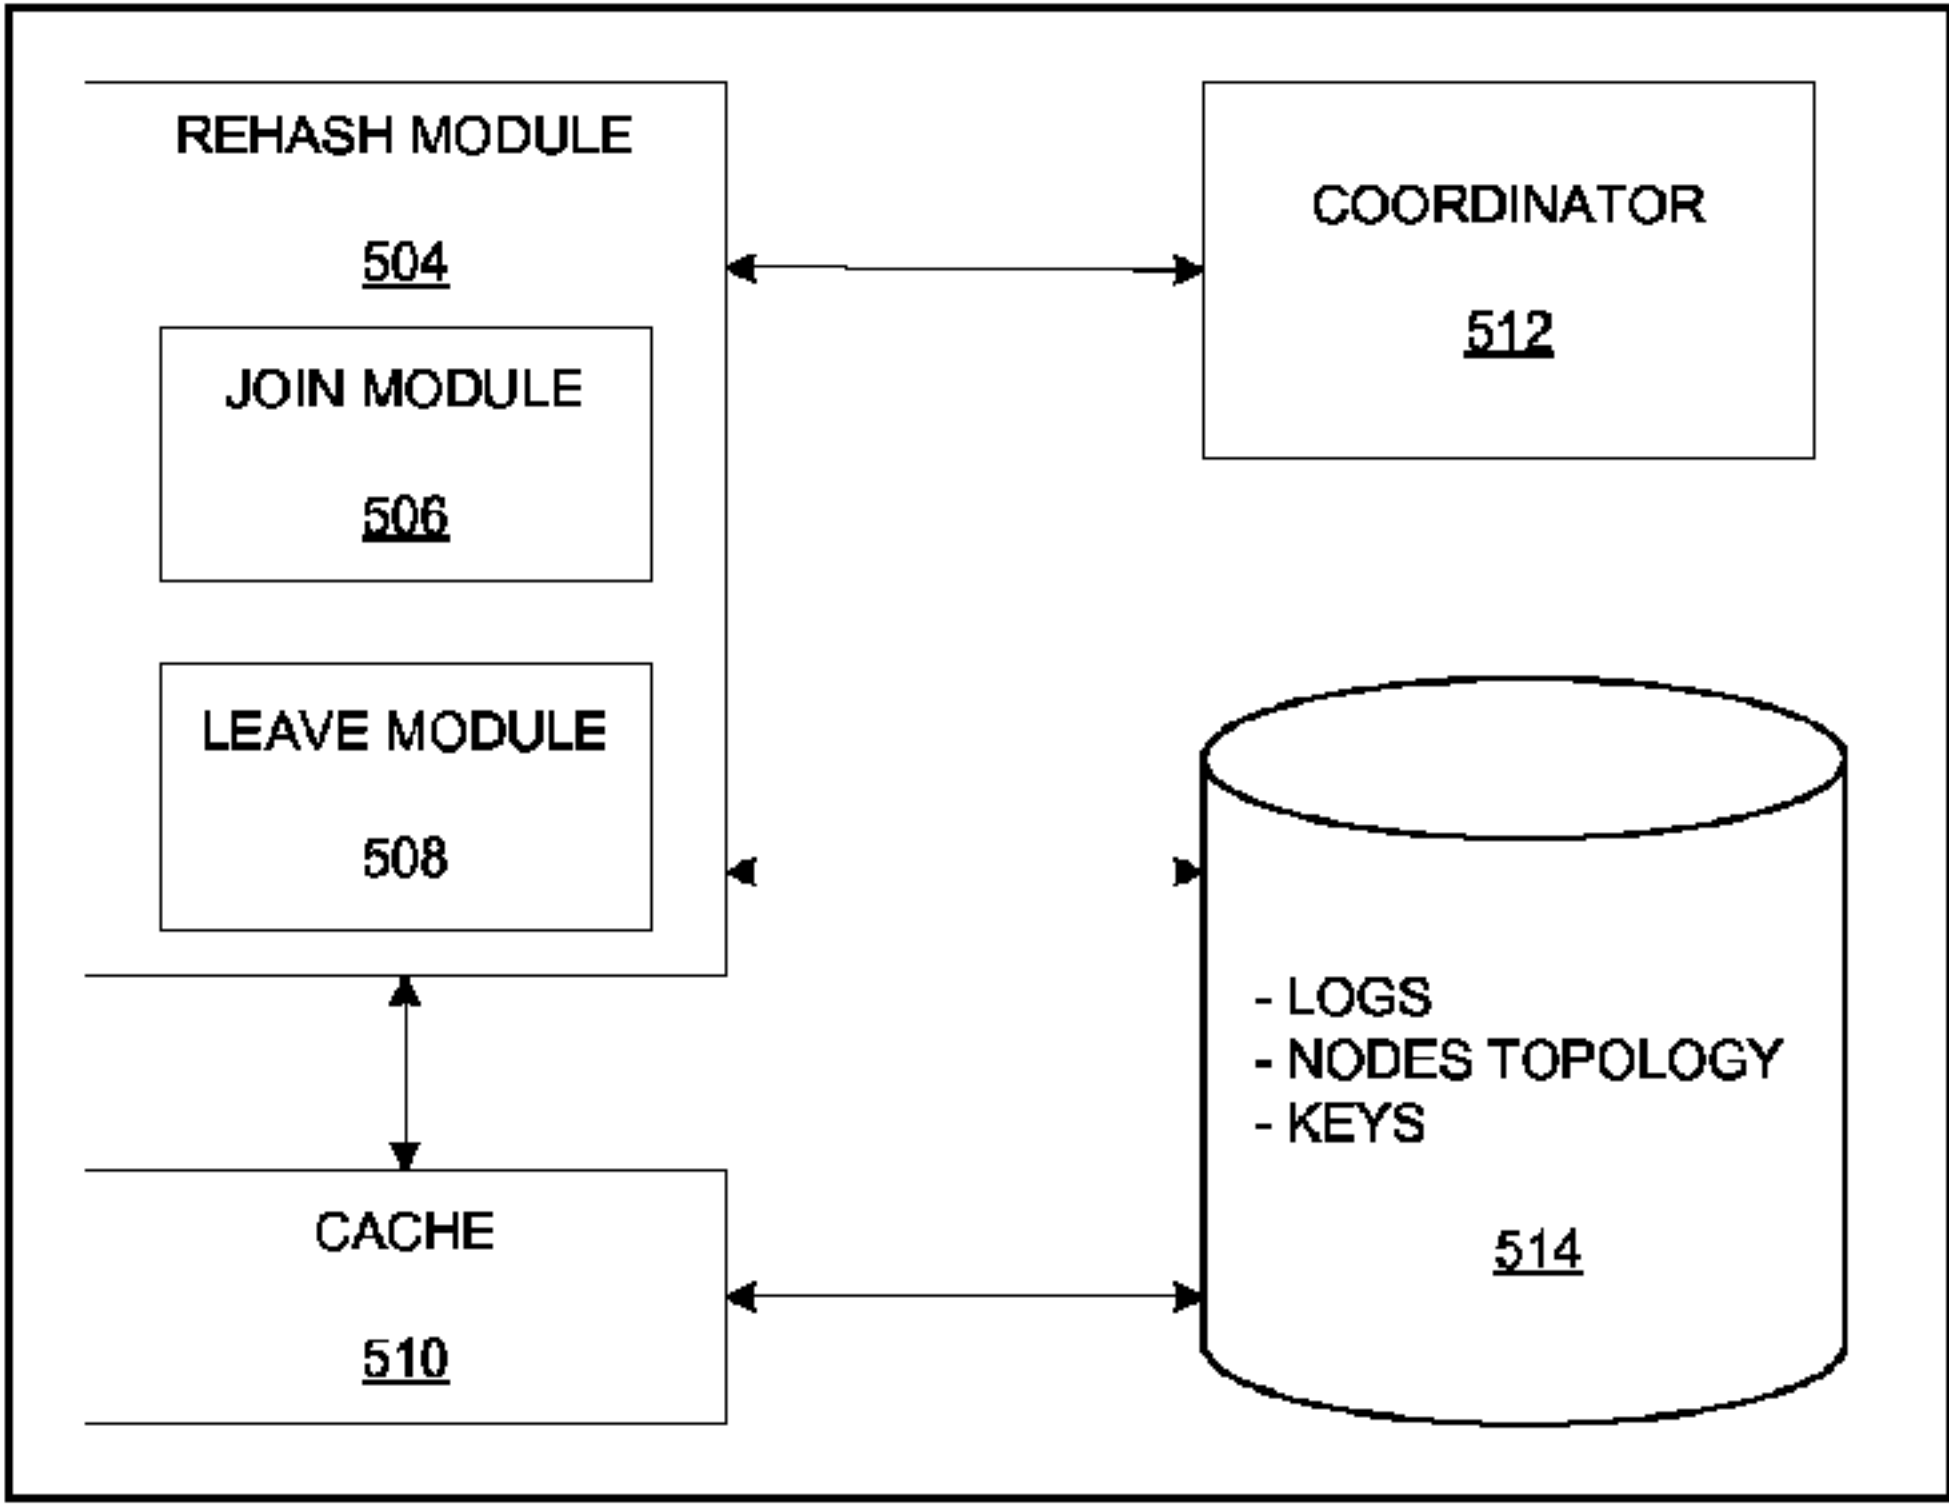 REHASH MODULE
504
JOIN MODULE
506
LEAVE MODULE
508
CACHE
510
COORDINATOR
512
- LOGS
- NODES TOPOLOGY
- KEYS
514